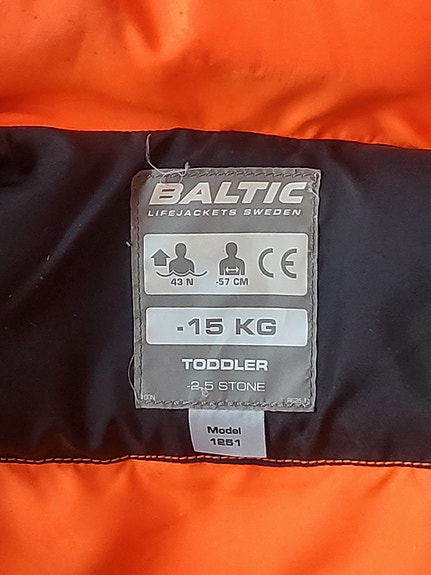 BALTIC
LIFEJACKETS SWEDEN
43 N -57 CM CE
-15 KG
TODDLER
-2,5 STONE
Model
1251